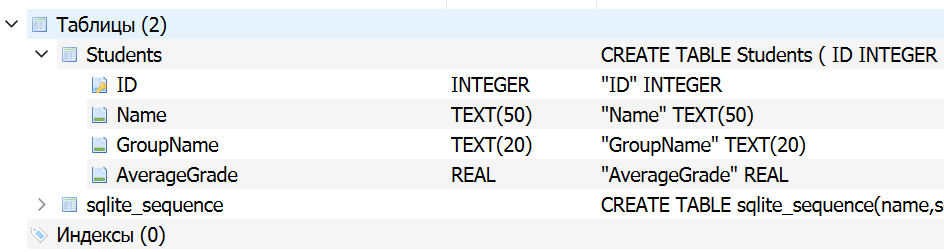 Таблицы (2)
Students CREATE TABLE Students ( ID INTEGER
ID INTEGER "ID" INTEGER
Name TEXT(50) "Name" TEXT(50)
GroupName TEXT(20) "GroupName" TEXT(20)
AverageGrade REAL "AverageGrade" REAL
sqlite_sequence CREATE TABLE sqlite_sequence(name,s
Индексы (0)